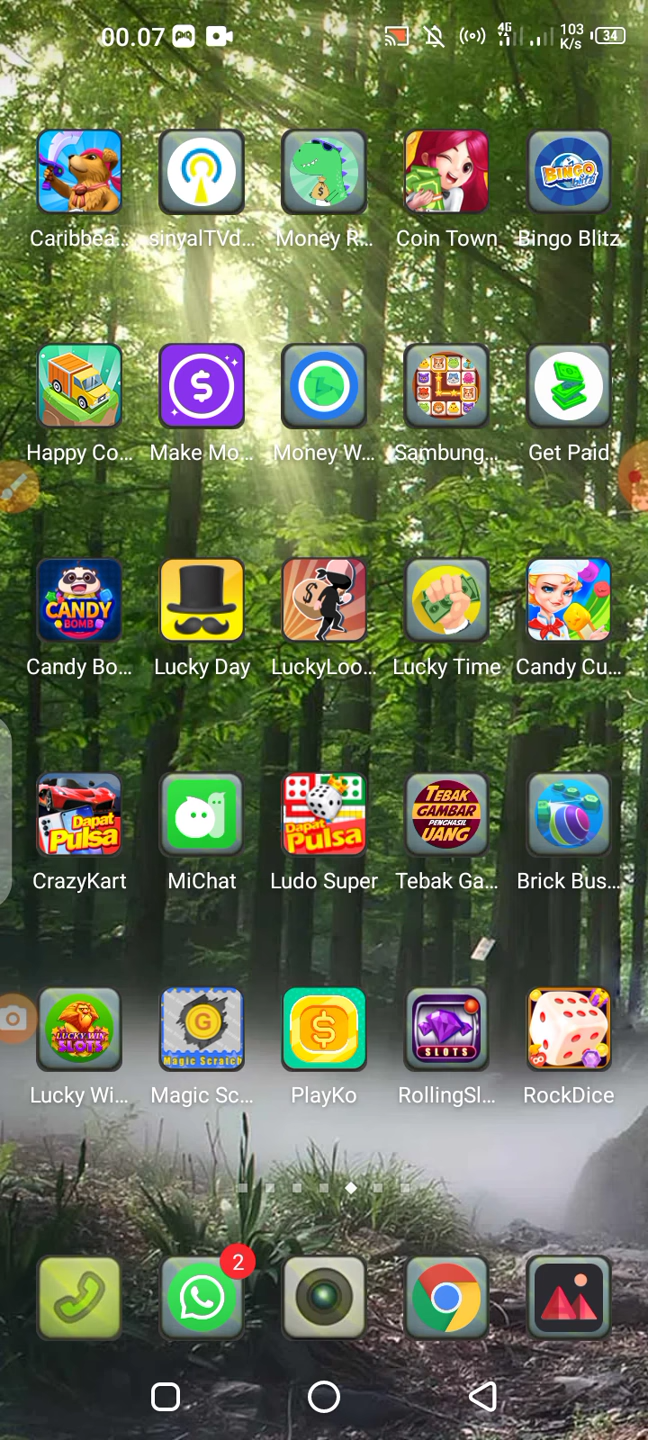 00.07
4G
103
K/s
34
Caribbea...
sinyalTVd...
Money R...
Coin Town
BINGO
blitz
Bingo Blitz
Happy Co...
Make Mo...
Money W...
Sambung...
Get Paid
CANDY
BOMB
Candy Bo...
Lucky Day
LuckyLoo...
Lucky Time
Candy Cu...
Dapat
Pulsa
CrazyKart
MiChat
Dapat
Pulsa
Ludo Super
TEBAK
GAMBAR
PENGHASIL
UANG
Tebak Ga...
Brick Bus...
LUCKY WIN
SLOTS
Lucky Wi...
G
Magic Scratch
Magic Sc...
PlayKo
SLOTS
RollingSl...
RockDice
2